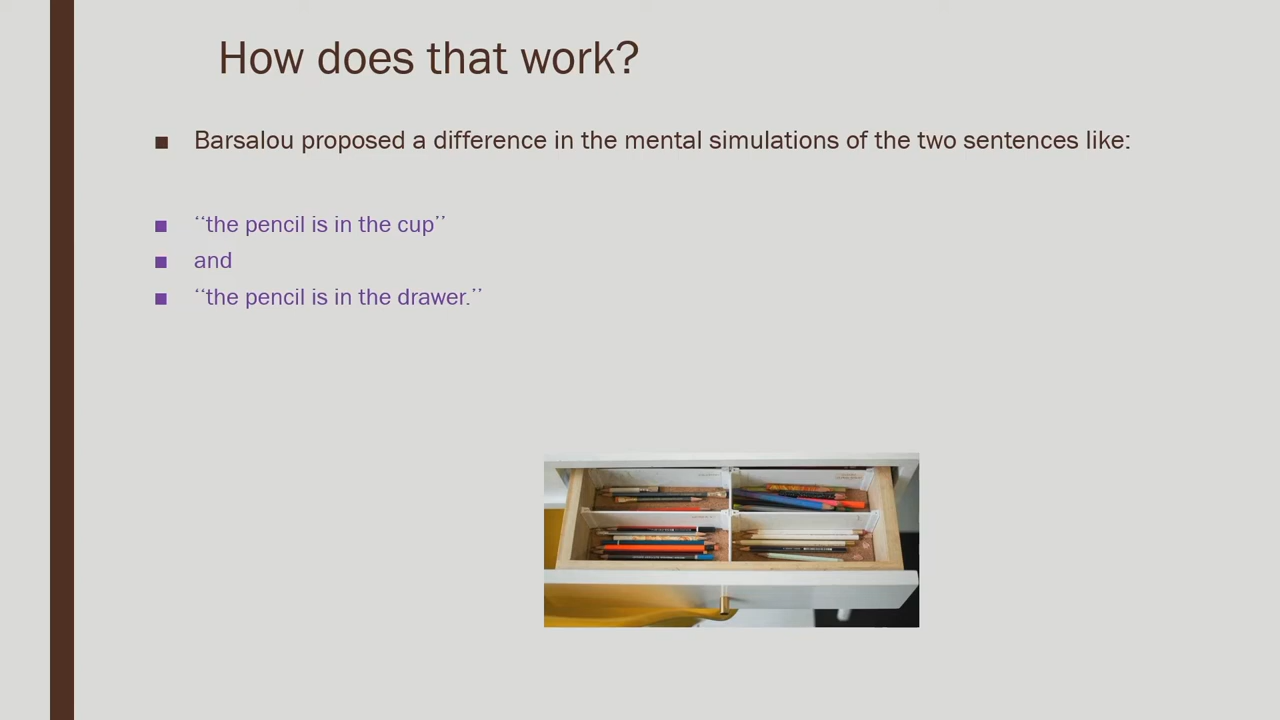 How does that work?
Barsalou proposed a difference in the mental simulations of the two sentences like:
‘‘the pencil is in the cup’’
and
‘‘the pencil is in the drawer.’’